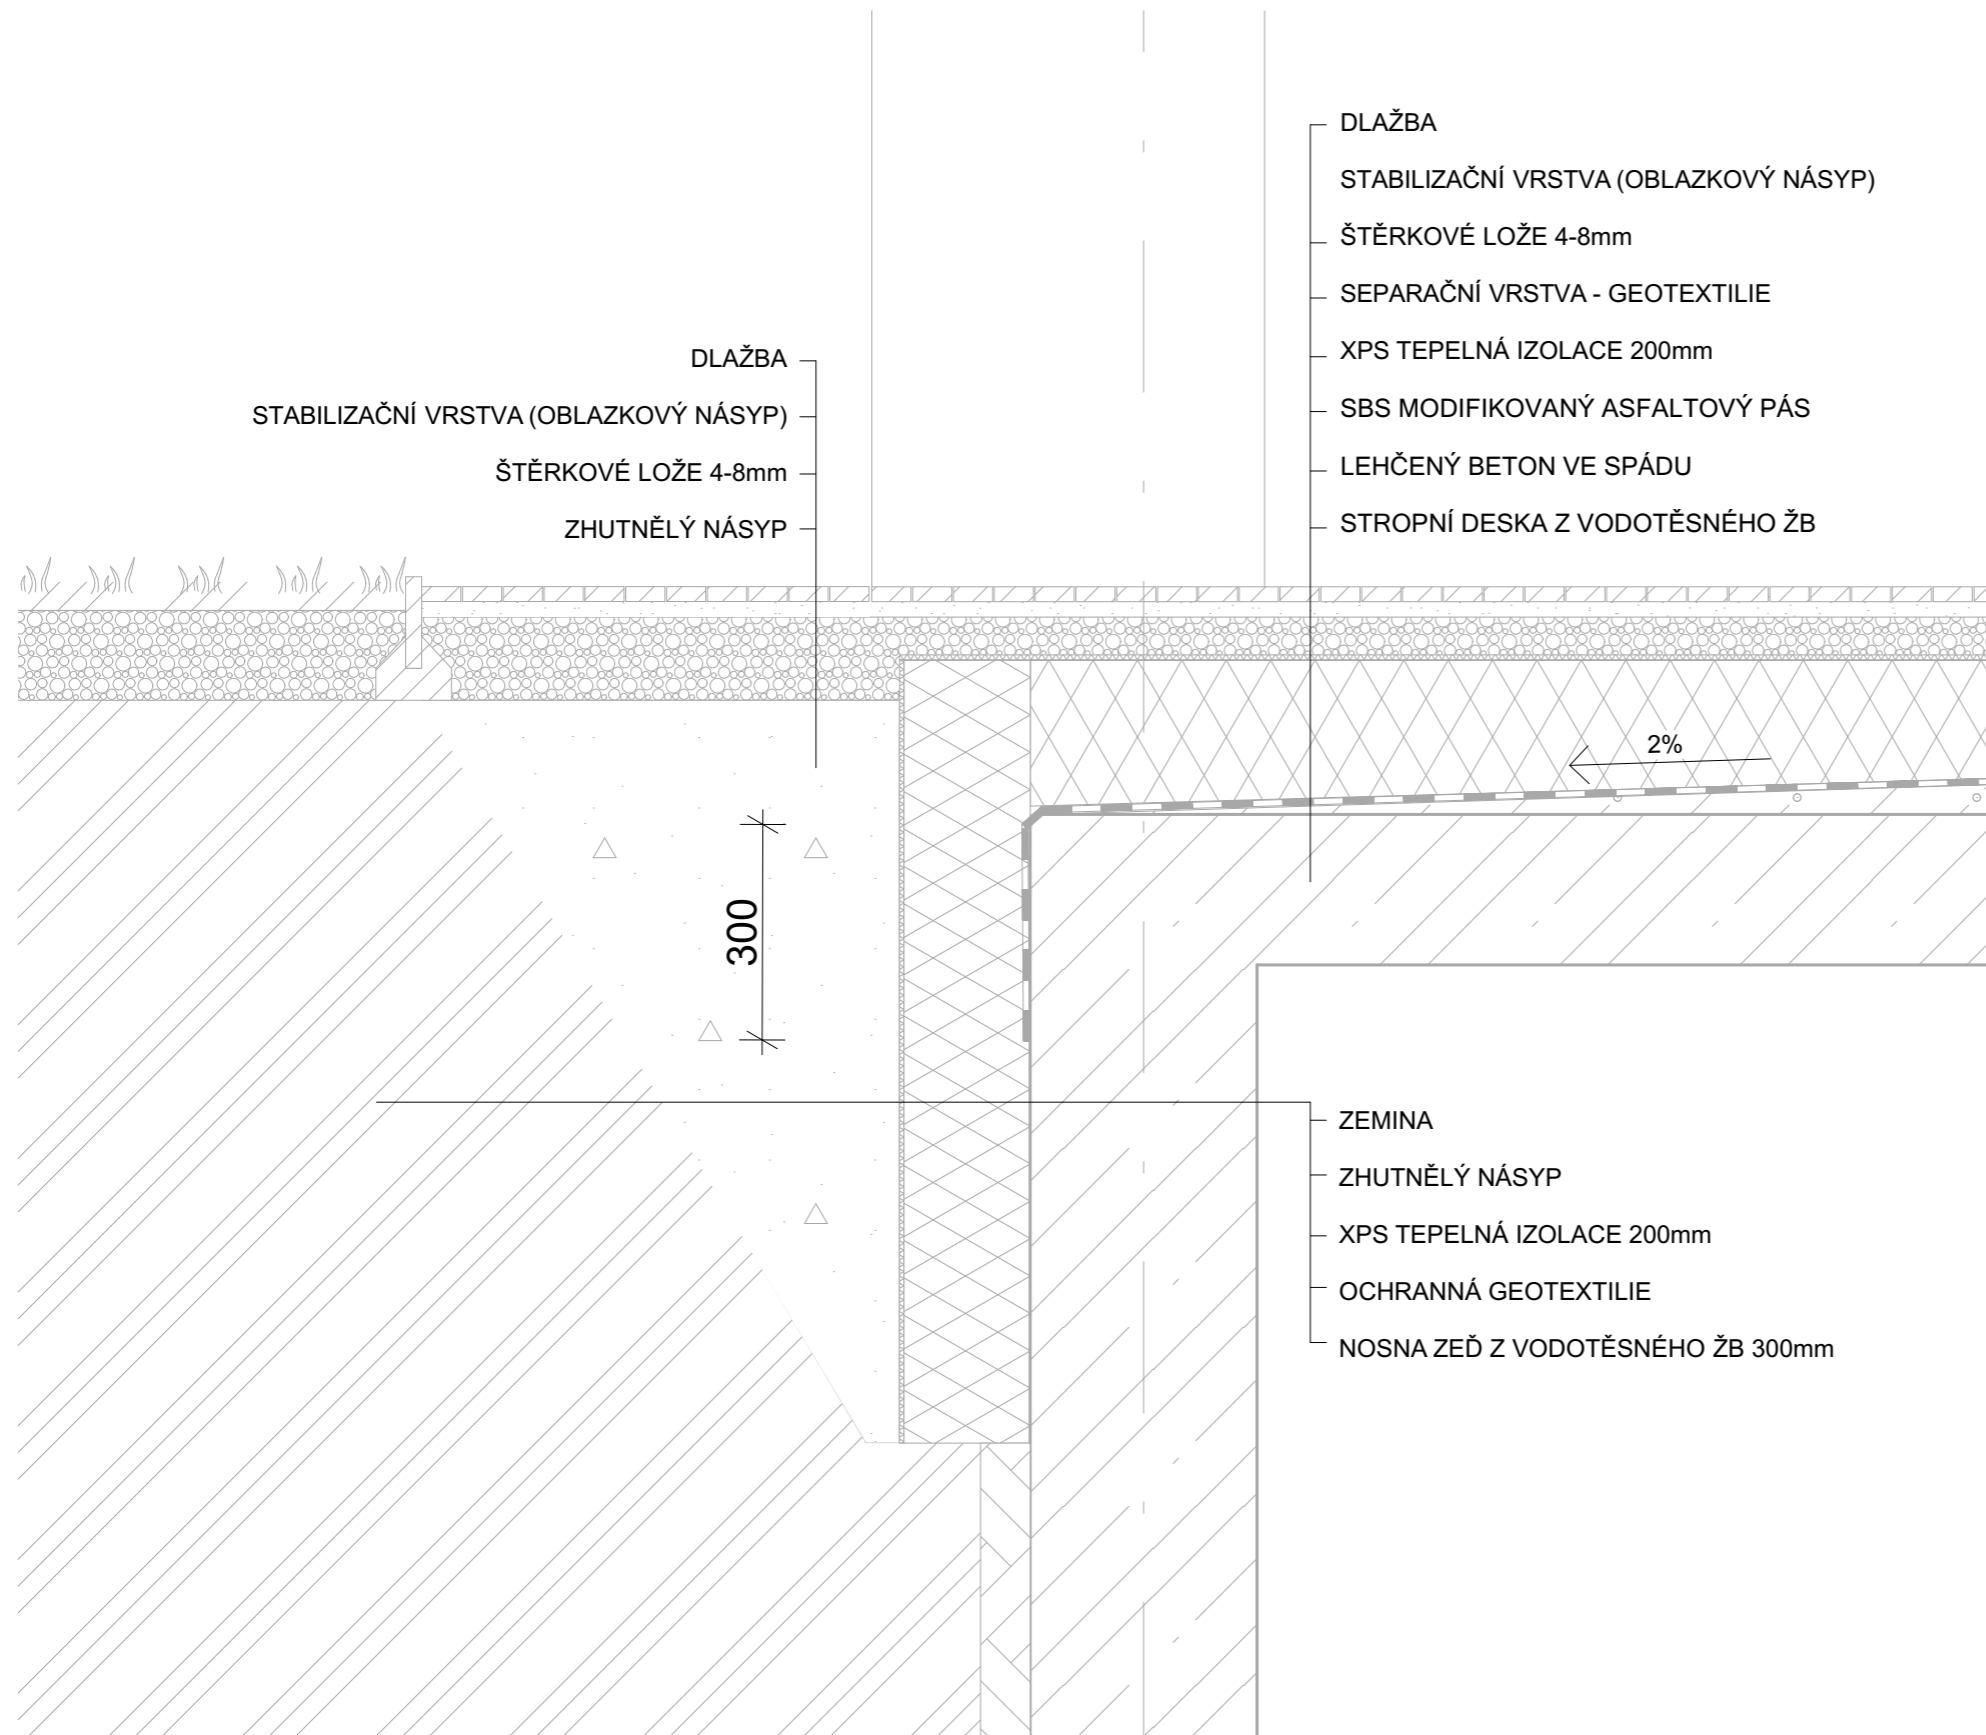 DLAŽBA
STABILIZAČNÍ VRSTVA (OBLAZKOVÝ NÁSYP)
ŠTĚRKOVÉ LOŽE 4-8mm
SEPARAČNÍ VRSTVA - GEOTEXTILIE
XPS TEPELNÁ IZOLACE 200mm
SBS MODIFIKOVANÝ ASFALTOVÝ PÁS
LEHČENÝ BETON VE SPÁDU
STROPNÍ DESKA Z VODOTĚSNÉHO ŽB
DLAŽBA
STABILIZAČNÍ VRSTVA (OBLAZKOVÝ NÁSYP)
ŠTĚRKOVÉ LOŽE 4-8mm
ZHUTNĚLÝ NÁSYP
2%
300
ZEMINA
ZHUTNĚLÝ NÁSYP
XPS TEPELNÁ IZOLACE 200mm
OCHRANNÁ GEOTEXTILIE
NOSNA ZEĎ Z VODOTĚSNÉHO ŽB 300mm